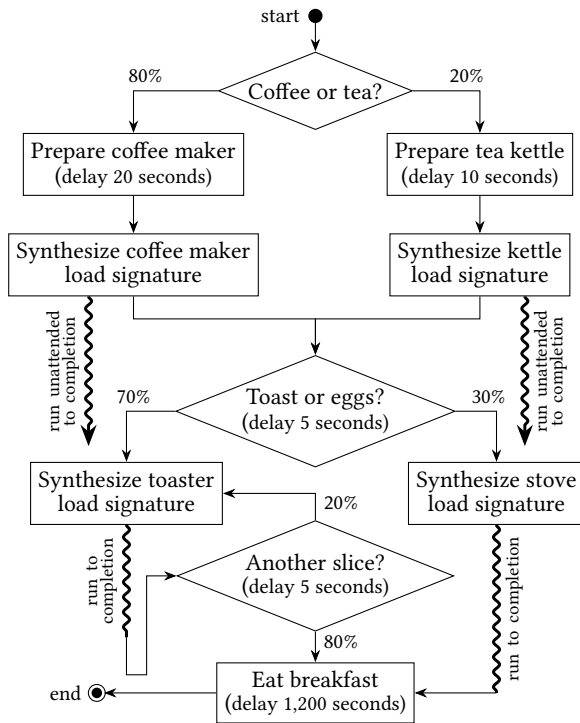 start
80%
20%
Coffee or tea?
Prepare coffee maker
(delay 20 seconds)
Prepare tea kettle
(delay 10 seconds)
Synthesize coffee maker
load signature
Synthesize kettle
load signature
run unattended
to completion
run unattended
to completion
70%
Toast or eggs?
(delay 5 seconds)
30%
Synthesize toaster
load signature
Synthesize stove
load signature
20%
run to
completion
Another slice?
(delay 5 seconds)
run to completion
80%
Eat breakfast
(delay 1,200 seconds)
end